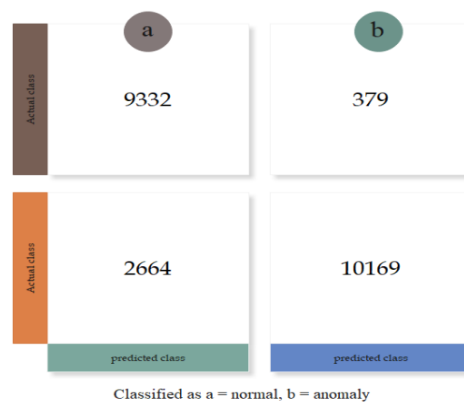 a
b
Actual class
9332
379
Actual class
2664
10169
predicted class
predicted class
Classified as a = normal, b = anomaly